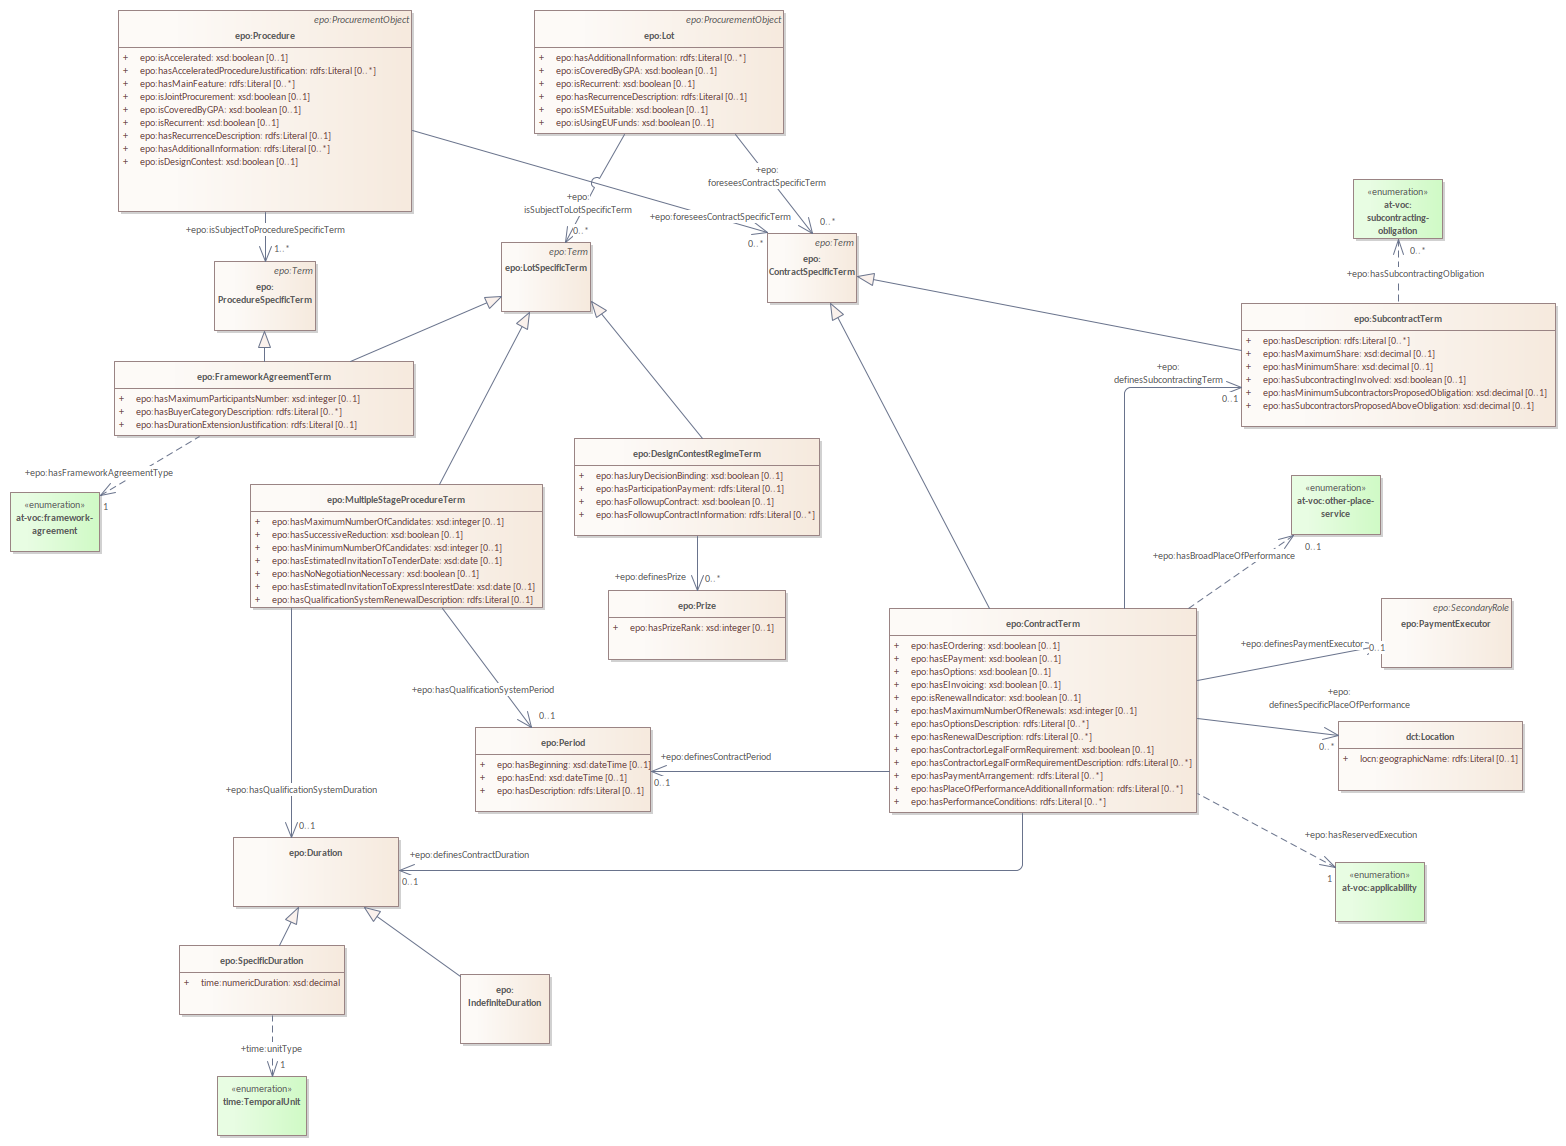 epo:ProcurementObject
epo:Procedure
+ epo:isAccelerated: xsd:boolean [0..1]
+ epo:hasAcceleratedProcedureJustification: rdfs:Literal [0..*]
+ epo:hasMainFeature: rdfs:Literal [0..*]
+ epo:isJointProcurement: xsd:boolean [0..1]
+ epo:isCoveredByGPA: xsd:boolean [0..1]
+ epo:isRecurrent: xsd:boolean [0..1]
+ epo:hasRecurrenceDescription: rdfs:Literal [0..1]
+ epo:hasAdditionalInformation: rdfs:Literal [0..*]
+ epo:isDesignContest: xsd:boolean [0..1]
epo:ProcurementObject
epo:Lot
+ epo:hasAdditionalInformation: rdfs:Literal [0..*]
+ epo:isCoveredByGPA: xsd:boolean [0..1]
+ epo:isRecurrent: xsd:boolean [0..1]
+ epo:hasRecurrenceDescription: rdfs:Literal [0..1]
+ epo:isSMESuitable: xsd:boolean [0..1]
+ epo:isUsingEUFunds: xsd:boolean [0..1]
+epo:
foreseesContractSpecificTerm
0..*
+epo:
isSubjectToLotSpecificTerm
0..*
+epo:foreseesContractSpecificTerm
0..*
+epo:isSubjectToProcedureSpecificTerm
1..*
«enumeration»
at-voc:
subcontracting-
obligation
0..*
+epo:hasSubcontractingObligation
epo:Term
epo:
ProcedureSpecificTerm
epo:Term
epo:LotSpecificTerm
epo:Term
epo:
ContractSpecificTerm
epo:SubcontractTerm
+ epo:hasDescription: rdfs:Literal [0..*]
+ epo:hasMaximumShare: xsd:decimal [0..1]
+ epo:hasMinimumShare: xsd:decimal [0..1]
+ epo:hasSubcontractingInvolved: xsd:boolean [0..1]
+ epo:hasMinimumSubcontractorsProposedObligation: xsd:decimal [0..1]
+ epo:hasSubcontractorsProposedAboveObligation: xsd:decimal [0..1]
+epo:
definesSubcontractingTerm
0..1
epo:FrameworkAgreementTerm
+ epo:hasMaximumParticipantsNumber: xsd:integer [0..1]
+ epo:hasBuyerCategoryDescription: rdfs:Literal [0..*]
+ epo:hasDurationExtensionJustification: rdfs:Literal [0..1]
+epo:hasFrameworkAgreementType
1
«enumeration»
at-voc:framework-
agreement
epo:MultipleStageProcedureTerm
+ epo:hasMaximumNumberOfCandidates: xsd:integer [0..1]
+ epo:hasSuccessiveReduction: xsd:boolean [0..1]
+ epo:hasMinimumNumberOfCandidates: xsd:integer [0..1]
+ epo:hasEstimatedInvitationToTenderDate: xsd:date [0..1]
+ epo:hasNoNegotiationNecessary: xsd:boolean [0..1]
+ epo:hasEstimatedInvitationToExpressInterestDate: xsd:date [0..1]
+ epo:hasQualificationSystemRenewalDescription: rdfs:Literal [0..1]
epo:DesignContestRegimeTerm
+ epo:hasJuryDecisionBinding: xsd:boolean [0..1]
+ epo:hasParticipationPayment: rdfs:Literal [0..1]
+ epo:hasFollowupContract: xsd:boolean [0..1]
+ epo:hasFollowupContractInformation: rdfs:Literal [0..*]
+epo:definesPrize
0..*
epo:Prize
+ epo:hasPrizeRank: xsd:integer [0..1]
«enumeration»
at-voc:other-place-
service
0..1
+epo:hasBroadPlaceOfPerformance
epo:ContractTerm
+ epo:hasEOrdering: xsd:boolean [0..1]
+ epo:hasEPayment: xsd:boolean [0..1]
+ epo:hasOptions: xsd:boolean [0..1]
+ epo:hasEInvoicing: xsd:boolean [0..1]
+ epo:isRenewalIndicator: xsd:boolean [0..1]
+ epo:hasMaximumNumberOfRenewals: xsd:integer [0..1]
+ epo:hasOptionsDescription: rdfs:Literal [0..*]
+ epo:hasRenewalDescription: rdfs:Literal [0..*]
+ epo:hasContractorLegalFormRequirement: xsd:boolean [0..1]
+ epo:hasContractorLegalFormRequirementDescription: rdfs:Literal [0..*]
+ epo:hasPaymentArrangement: rdfs:Literal [0..*]
+ epo:hasPlaceOfPerformanceAdditionalInformation: rdfs:Literal [0..*]
+ epo:hasPerformanceConditions: rdfs:Literal [0..*]
epo:SecondaryRole
epo:PaymentExecutor
+epo:definesPaymentExecutor
0..1
+epo:
definesSpecificPlaceOfPerformance
0..*
dct:Location
+ locn:geographicName: rdfs:Literal [0..1]
+epo:hasReservedExecution
1
«enumeration»
at-voc:applicability
+epo:hasQualificationSystemPeriod
0..1
epo:Period
+ epo:hasBeginning: xsd:dateTime [0..1]
+ epo:hasEnd: xsd:dateTime [0..1]
+ epo:hasDescription: rdfs:Literal [0..1]
+epo:definesContractPeriod
0..1
+epo:hasQualificationSystemDuration
0..1
epo:Duration
+epo:definesContractDuration
0..1
epo:SpecificDuration
+ time:numericDuration: xsd:decimal
epo:
IndefiniteDuration
+time:unitType
1
«enumeration»
time:TemporalUnit